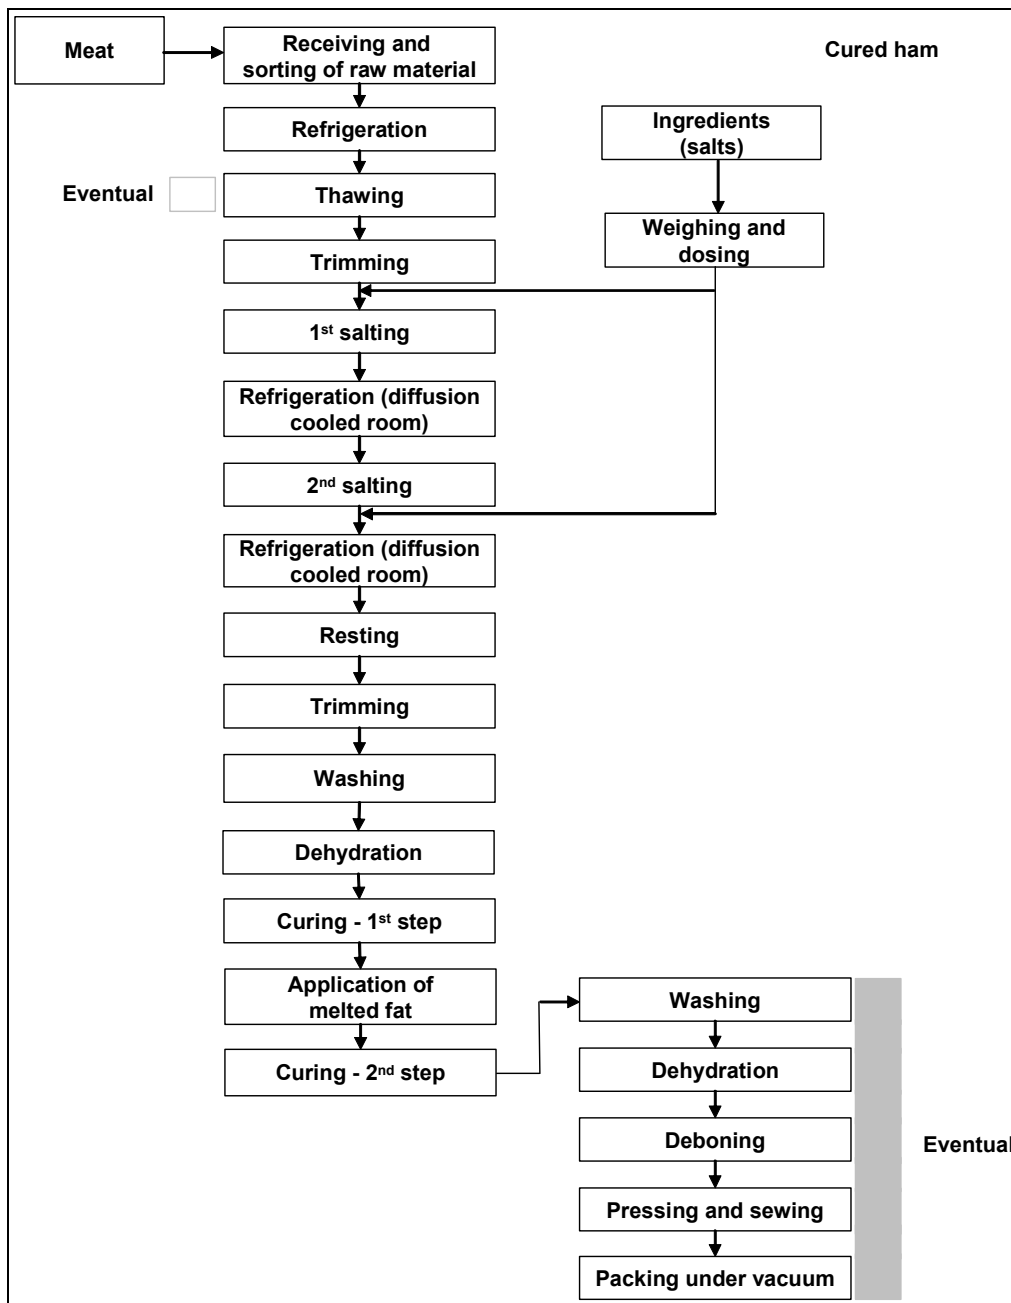 Meat
Receiving and
sorting of raw material
Cured ham
Refrigeration
Ingredients
(salts)
Eventual
Thawing
Weighing and
dosing
Trimming
1st salting
Refrigeration (diffusion
cooled room)
2nd salting
Refrigeration (diffusion
cooled room)
Resting
Trimming
Washing
Dehydration
Curing - 1st step
Application of
melted fat
Curing - 2nd step
Washing
Dehydration
Deboning
Eventual
Pressing and sewing
Packing under vacuum